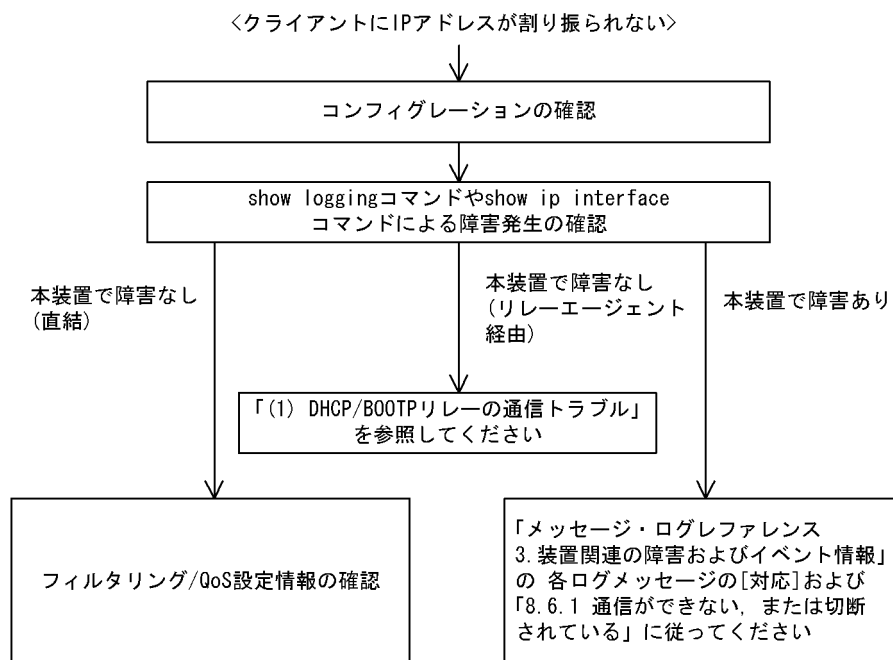 <クライアントにIPアドレスが割り振られない>
コンフィグレーションの確認
show loggingコマンドやshow ip interface
コマンドによる障害発生の確認
本装置で障害なし
(直結)
本装置で障害なし
(リレーエージェント
経由)
本装置で障害あり
「(1) DHCP/BOOTPリレーの通信トラブル」
を参照してください
フィルタリング/QoS設定情報の確認
「メッセージ・ログレファレンス
3.装置関連の障害およびイベント情報」
の 各ログメッセージの[対応]および
「8.6.1 通信ができない, または切断
されている」に従ってください